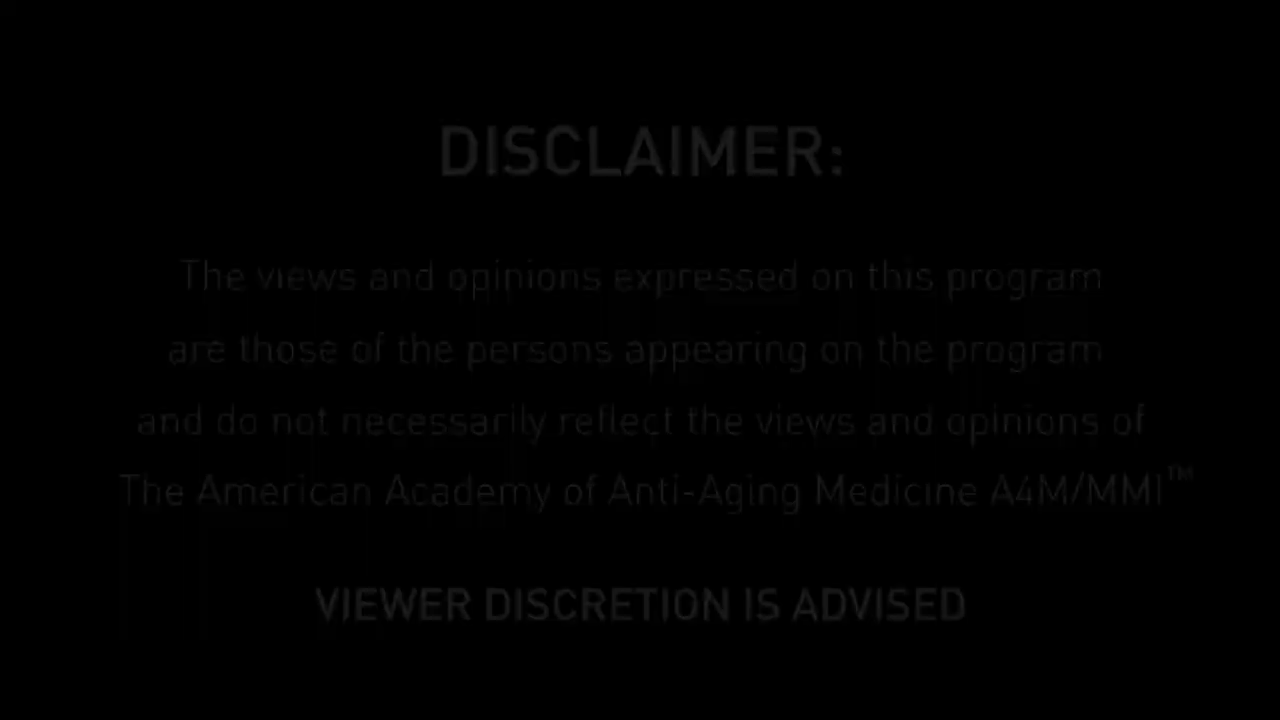 DISCLAIMER:
The views and opinions expressed on this program
are those of the persons appearing on the program
and do not necessarily reflect the views and opinions of
The American Academy of Anti-Aging Medicine A4M/MMI™
VIEWER DISCRETION IS ADVISED